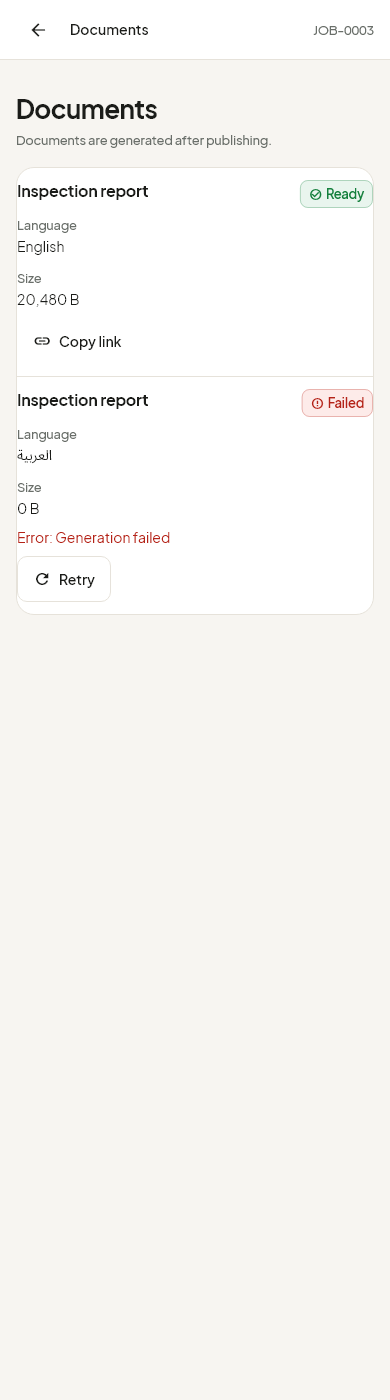 Documents
JOB-0003
Documents
Documents are generated after publishing.
Inspection report
Ready
Language
English
Size
20,480 B
Copy link
Inspection report
Failed
Language
العربية
Size
0 B
Error: Generation failed
Retry